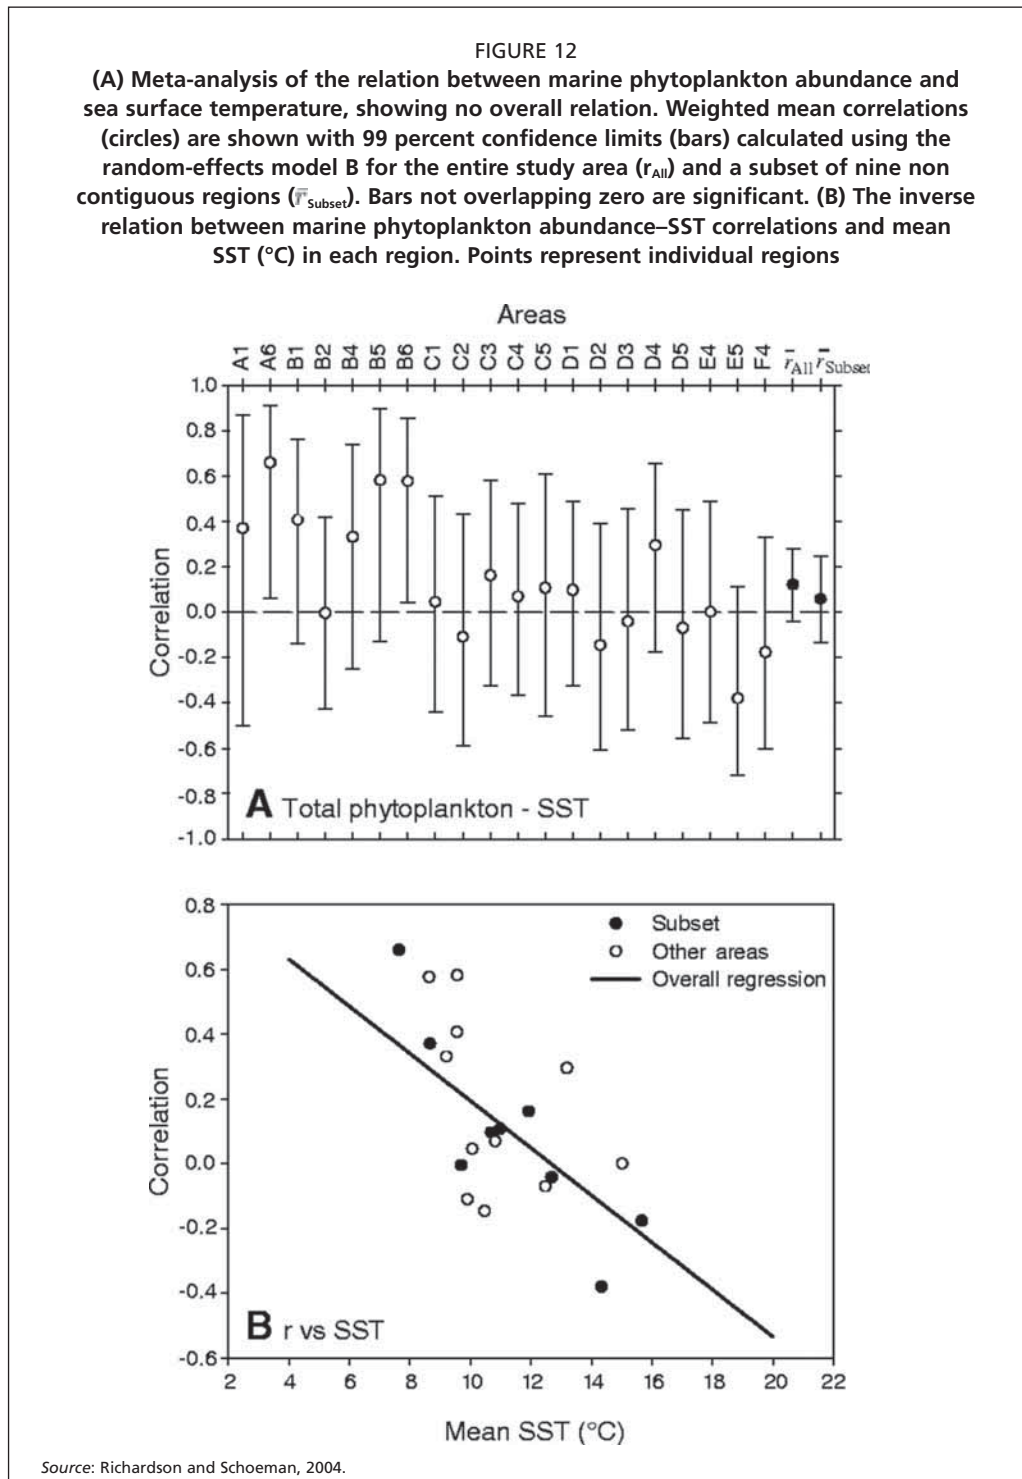 FIGURE 12
(A) Meta-analysis of the relation between marine phytoplankton abundance and
sea surface temperature, showing no overall relation. Weighted mean correlations
(circles) are shown with 99 percent confidence limits (bars) calculated using the
random-effects model B for the entire study area (r_All) and a subset of nine non
contiguous regions (r̅_Subset). Bars not overlapping zero are significant. (B) The inverse
relation between marine phytoplankton abundance–SST correlations and mean
SST (°C) in each region. Points represent individual regions
Areas
A1 A6 B1 B2 B4 B5 B6 C1 C2 C3 C4 C5 D1 D2 D3 D4 D5 E4 E5 F4 r̅All r̅Subset
1.0
0.8
0.6
0.4
0.2
0.0
-0.2
-0.4
-0.6
-0.8
-1.0
Correlation
A Total phytoplankton - SST
0.8
0.6
0.4
0.2
0.0
-0.2
-0.4
-0.6
Correlation
Subset
Other areas
Overall regression
B r vs SST
2 4 6 8 10 12 14 16 18 20 22
Mean SST (°C)
Source: Richardson and Schoeman, 2004.